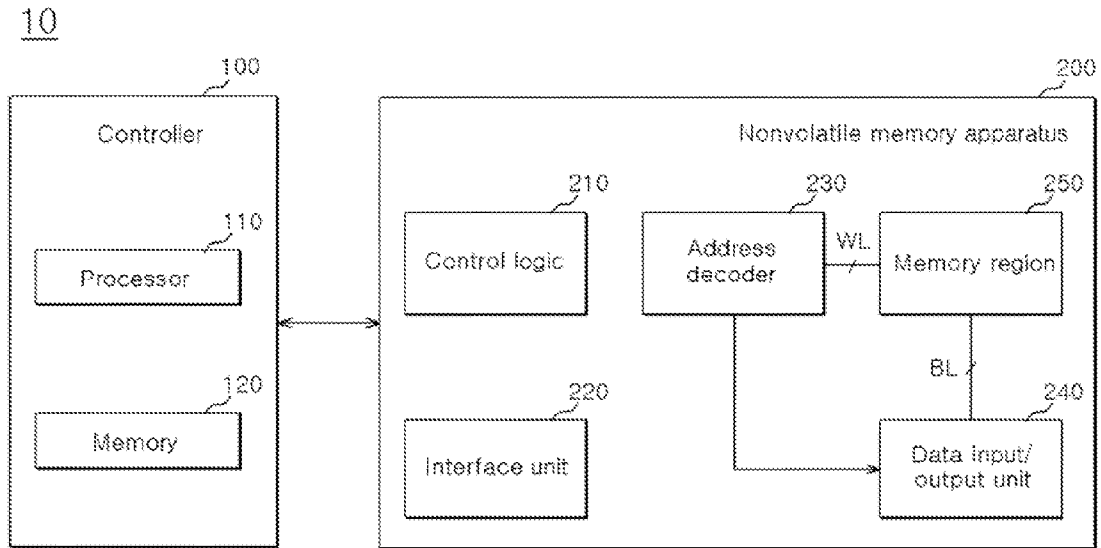 10
100
Controller
110
Processor
120
Memory
200
Nonvolatile memory apparatus
210
Control logic
220
Interface unit
230
Address
decoder
WL
250
Memory region
BL
240
Data input/
output unit